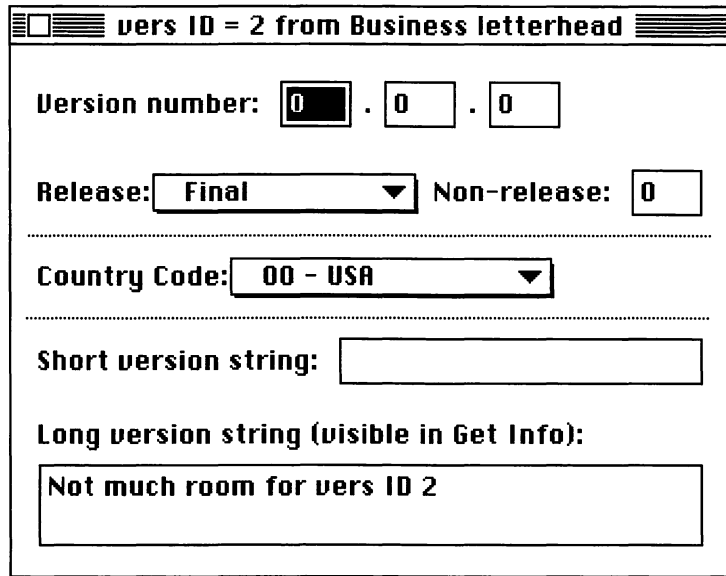 vers ID = 2 from Business letterhead
Version number: 0 . 0 . 0
Release: Final Non-release: 0
Country Code: 00 - USA
Short version string:
Long version string (visible in Get Info):
Not much room for vers ID 2